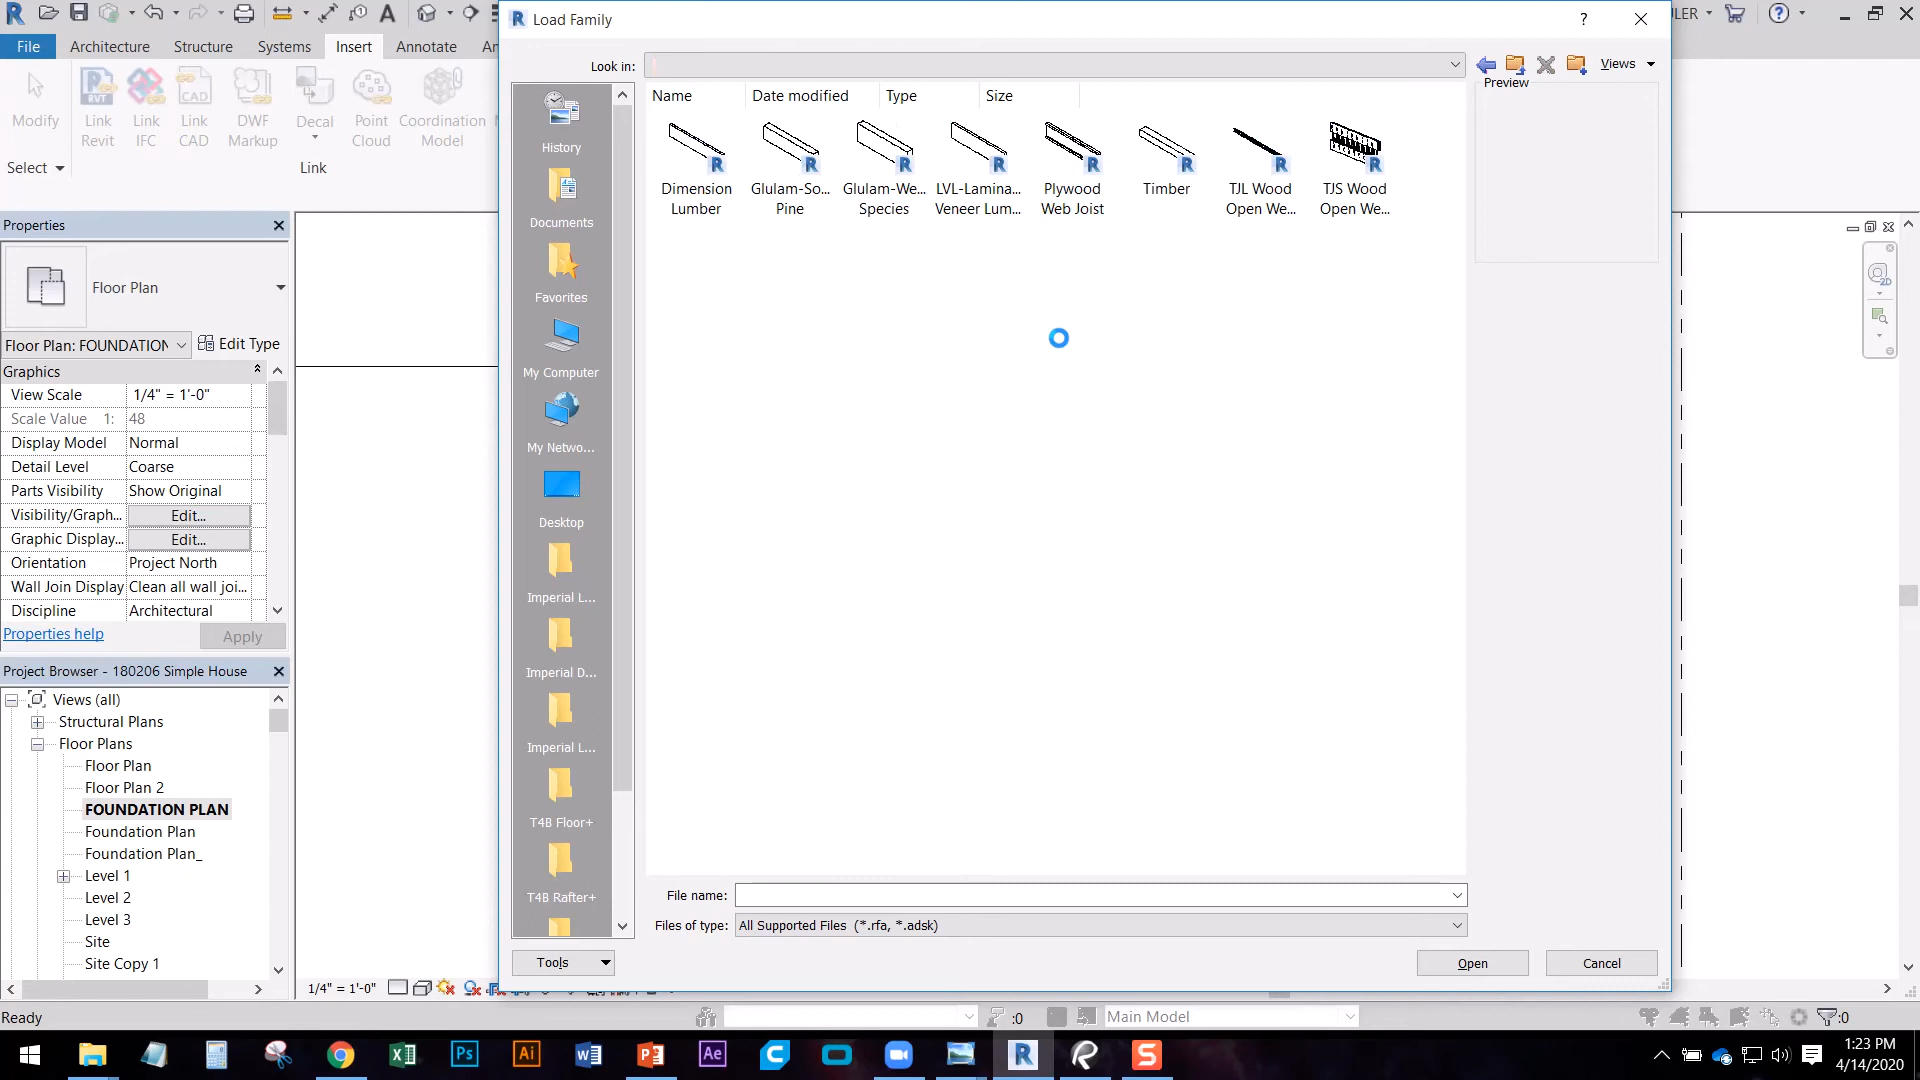 Load Family
?
LER
File
Architecture
Structure
Systems
Insert
Annotate
An
Look in:
Views
Preview
Name
Date modified
Type
Size
Modify
Link
Revit
Link
IFC
Link
CAD
DWF
Markup
Decal
Point
Cloud
Coordination
Model
Select
Link
History
Documents
Favorites
My Computer
My Netwo...
Desktop
Imperial L...
Imperial D...
Imperial L...
T4B Floor+
T4B Rafter+
Dimension
Lumber
Glulam-So...
Pine
Glulam-We...
Species
LVL-Lamina...
Veneer Lum...
Plywood
Web Joist
Timber
TJL Wood
Open We...
TJS Wood
Open We...
Properties
Floor Plan
Floor Plan: FOUNDATION
Edit Type
Graphics
View Scale 1/4" = 1'-0"
Scale Value 1: 48
Display Model Normal
Detail Level Coarse
Parts Visibility Show Original
Visibility/Graph... Edit...
Graphic Display... Edit...
Orientation Project North
Wall Join Display Clean all wall joi...
Discipline Architectural
Properties help
Apply
Project Browser - 180206 Simple House
Views (all)
Structural Plans
Floor Plans
Floor Plan
Floor Plan 2
FOUNDATION PLAN
Foundation Plan
Foundation Plan_
Level 1
Level 2
Level 3
Site
Site Copy 1
File name:
Files of type: All Supported Files (*.rfa, *.adsk)
Tools
Open
Cancel
1/4" = 1'-0"
Ready
:0
Main Model
:0
1:23 PM
4/14/2020